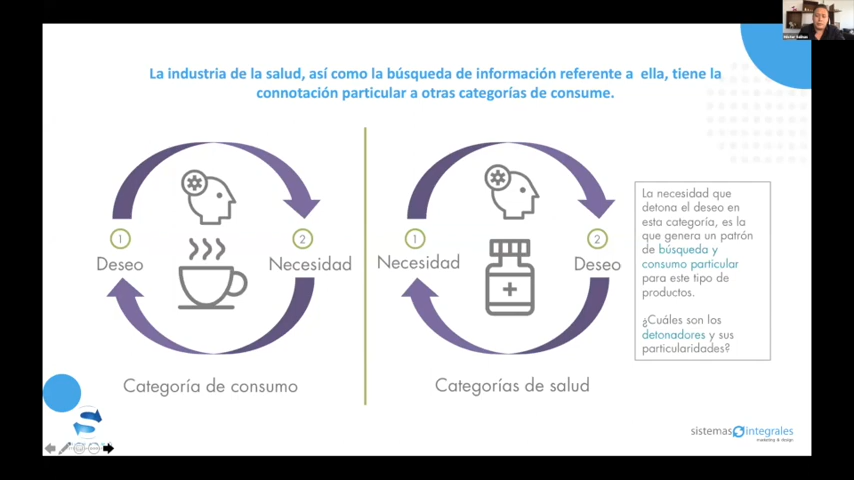 La industria de la salud, así como la búsqueda de información referente a ella, tiene la
connotación particular a otras categorías de consume.
1
Deseo
2
Necesidad
Categoría de consumo
1
Necesidad
2
Deseo
Categorías de salud
La necesidad que
detona el deseo en
esta categoría, es la
que genera un patrón
de búsqueda y
consumo particular
para este tipo de
productos.
¿Cuáles son los
detonadores y sus
particularidades?
sistemas integrales
marketing & design